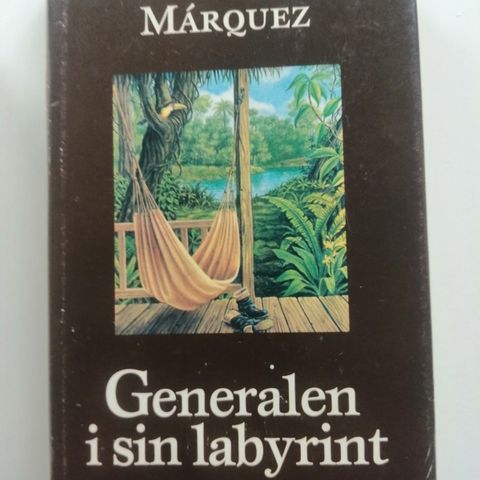 MÁRQUEZ
Generalen
i sin labyrint